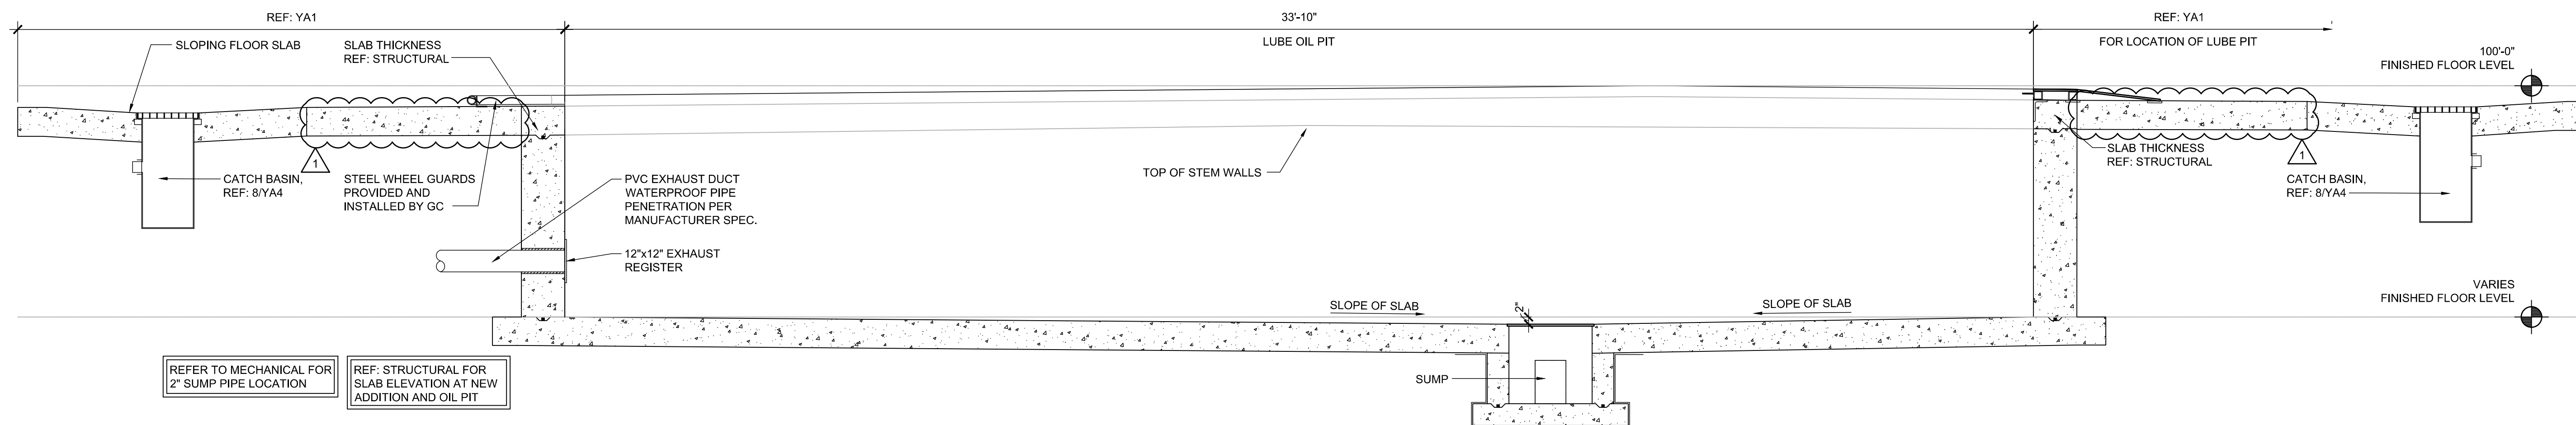 REF: YA1
33'-10"
REF: YA1
LUBE OIL PIT
FOR LOCATION OF LUBE PIT
SLOPING FLOOR SLAB
SLAB THICKNESS
REF: STRUCTURAL
100'-0"
FINISHED FLOOR LEVEL
1
CATCH BASIN,
REF: 8/YA4
STEEL WHEEL GUARDS
PROVIDED AND
INSTALLED BY GC
PVC EXHAUST DUCT
WATERPROOF PIPE
PENETRATION PER
MANUFACTURER SPEC.
12"x12" EXHAUST
REGISTER
TOP OF STEM WALLS
SLAB THICKNESS
REF: STRUCTURAL
1
CATCH BASIN,
REF: 8/YA4
SLOPE OF SLAB
2"
SLOPE OF SLAB
VARIES
FINISHED FLOOR LEVEL
REFER TO MECHANICAL FOR
2" SUMP PIPE LOCATION
REF: STRUCTURAL FOR
SLAB ELEVATION AT NEW
ADDITION AND OIL PIT
SUMP